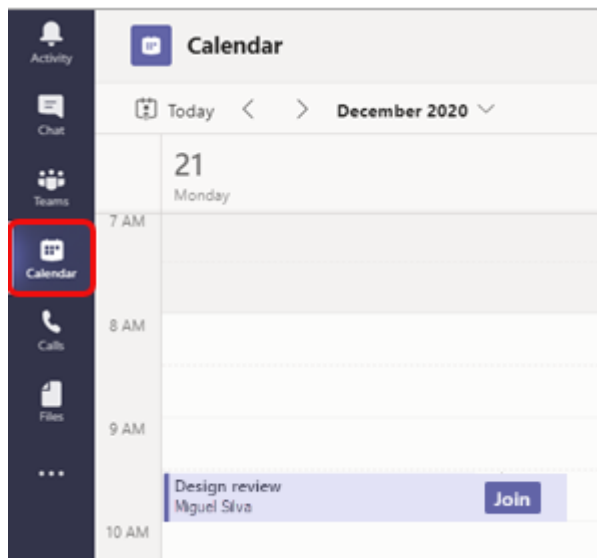 Activity
Chat
Teams
Calendar
Calls
Files
Calendar
Today
December 2020
21
Monday
7 AM
8 AM
9 AM
Design review
Miguel Silva
Join
10 AM